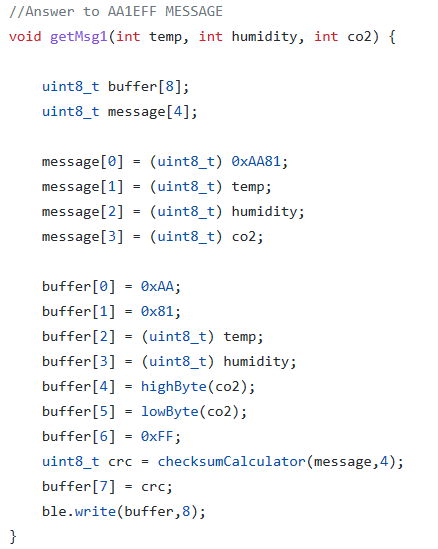 //Answer to AA1EFF MESSAGE
void getMsg1(int temp, int humidity, int co2) {
uint8_t buffer[8];
uint8_t message[4];
message[0] = (uint8_t) 0xAA81;
message[1] = (uint8_t) temp;
message[2] = (uint8_t) humidity;
message[3] = (uint8_t) co2;
buffer[0] = 0xAA;
buffer[1] = 0x81;
buffer[2] = (uint8_t) temp;
buffer[3] = (uint8_t) humidity;
buffer[4] = highByte(co2);
buffer[5] = lowByte(co2);
buffer[6] = 0xFF;
uint8_t crc = checksumCalculator(message,4);
buffer[7] = crc;
ble.write(buffer,8);
}